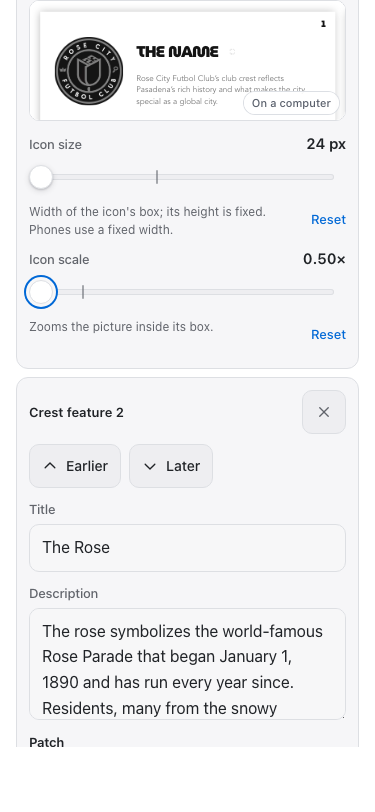 1
ROSE CITY
FUTBOL CLUB
THE NAME
Rose City Futbol Club's club crest reflects
Pasadena's rich history and what makes the city
special as a global city.
On a computer
Icon size
24 px
Width of the icon's box; its height is fixed.
Phones use a fixed width.
Reset
Icon scale
0.50×
Zooms the picture inside its box.
Reset
Crest feature 2
Earlier
Later
Title
The Rose
Description
The rose symbolizes the world-famous
Rose Parade that began January 1,
1890 and has run every year since.
Residents, many from the snowy
Patch